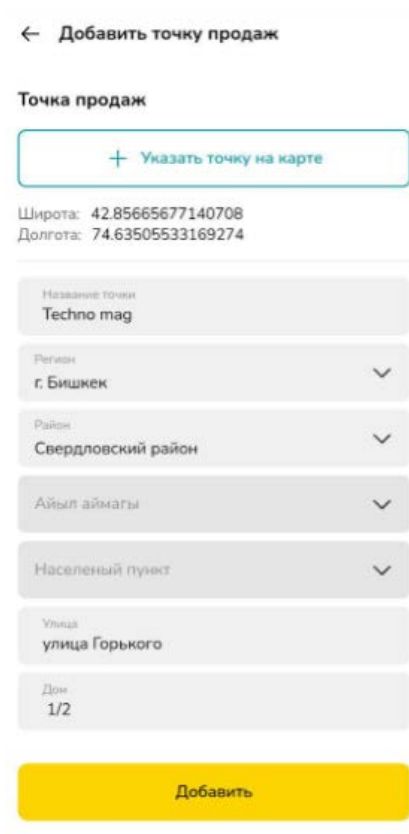 Добавить точку продаж
Точка продаж
+ Указать точку на карте
Широта: 42.85665677140708
Долгота: 74.63505533169274
Название точки
Techno mag
Регион
г. Бишкек
Район
Свердловский район
Айыл аймагы
Населеный пункт
Улица
улица Горького
Дом
1/2
Добавить